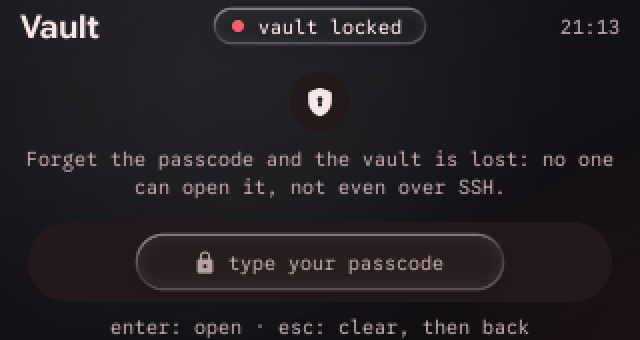 Vault
vault locked
21:13
Forget the passcode and the vault is lost: no one
can open it, not even over SSH.
type your passcode
enter: open · esc: clear, then back